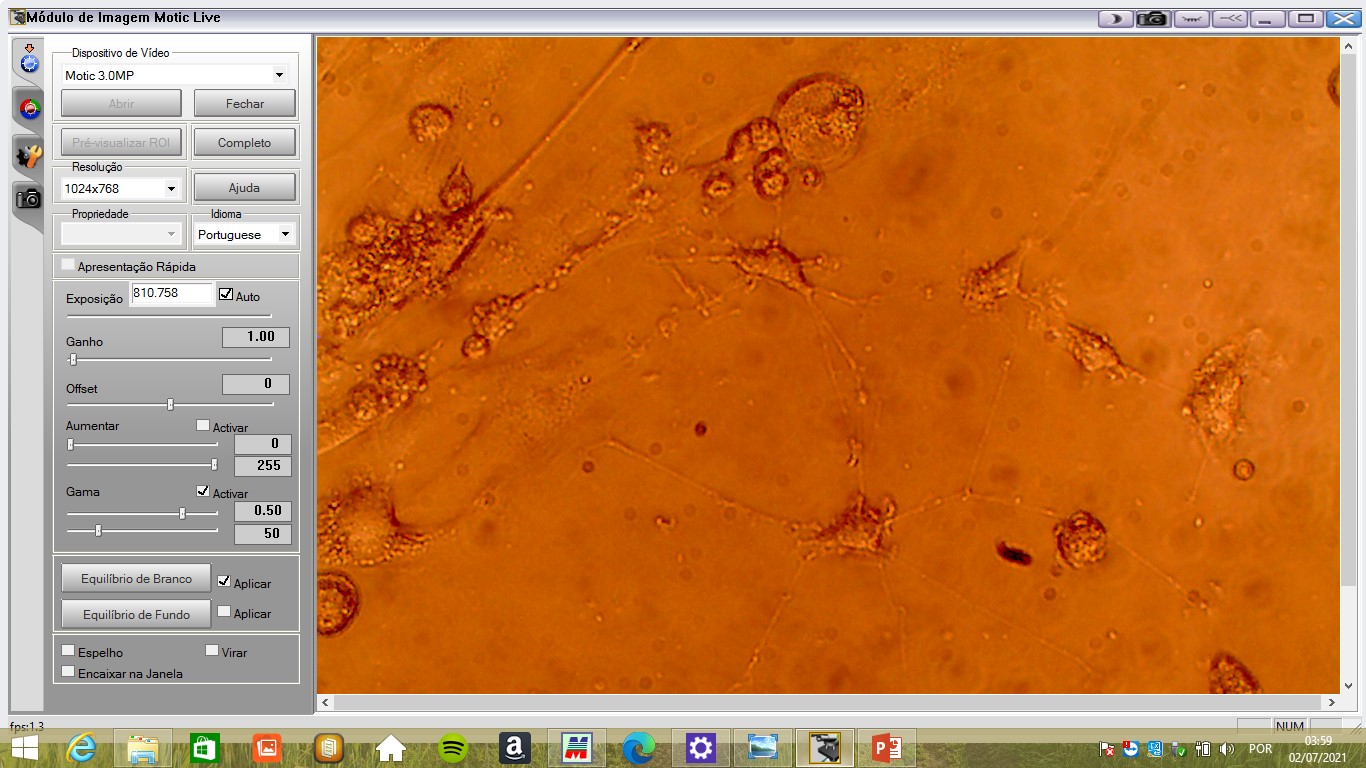 Módulo de Imagem Motic Live
Dispositivo de Vídeo
Motic 3.0MP
Abrir
Fechar
Pré-visualizar ROI
Completo
Resolução
1024x768
Ajuda
Propriedade
Idioma
Portuguese
Apresentação Rápida
Exposição 810.758 Auto
Ganho 1.00
Offset 0
Aumentar Activar
0
255
Gama Activar
0.50
50
Equilíbrio de Branco Aplicar
Equilíbrio de Fundo Aplicar
Espelho Virar
Encaixar na Janela
fps:1.3
NUM
POR
03:59
02/07/2021